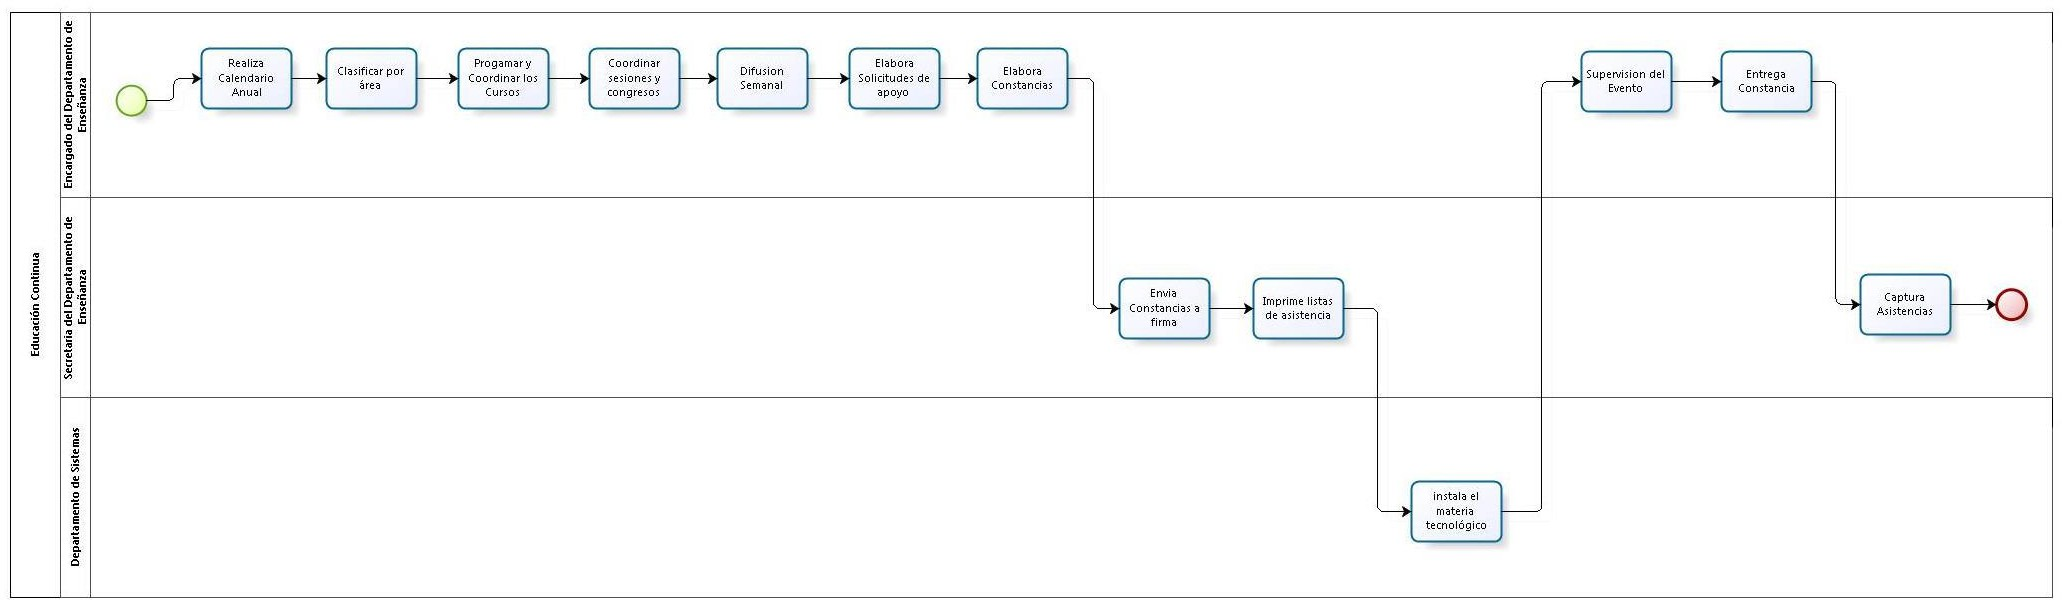 Educación Continua
Encargado del Departamento de
Enseñanza
Realiza
Calendario
Anual
Clasificar por
área
Progamar y
Coordinar los
Cursos
Coordinar
sesiones y
congresos
Difusion
Semanal
Elabora
Solicitudes de
apoyo
Elabora
Constancias
Supervision del
Evento
Entrega
Constancia
Secretaria del Departamento de
Enseñanza
Envia
Constancias a
firma
Imprime listas
de asistencia
Captura
Asistencias
Departamento de Sistemas
instala el
materia
tecnológico